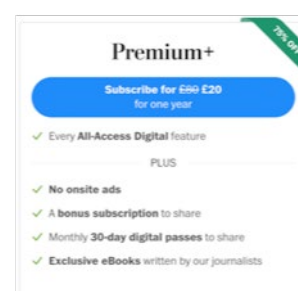 75% OFF
Premium+
Subscribe for £80 £20
for one year
Every All-Access Digital feature
PLUS
No onsite ads
A bonus subscription to share
Monthly 30-day digital passes to share
Exclusive eBooks written by our journalists